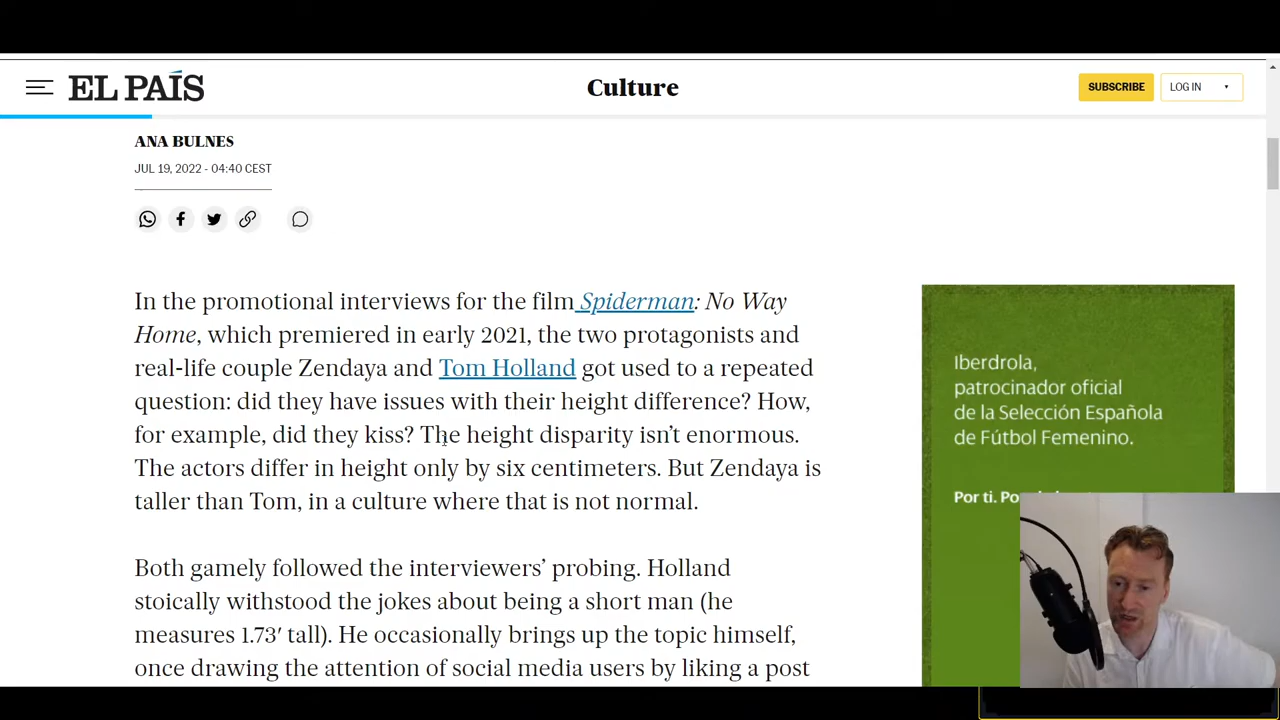 EL PAÍS
Culture
SUBSCRIBE
LOG IN
ANA BULNES
JUL 19, 2022 - 04:40 CEST
In the promotional interviews for the film Spiderman: No Way
Home, which premiered in early 2021, the two protagonists and
real-life couple Zendaya and Tom Holland got used to a repeated
question: did they have issues with their height difference? How,
for example, did they kiss? The height disparity isn’t enormous.
The actors differ in height only by six centimeters. But Zendaya is
taller than Tom, in a culture where that is not normal.
Both gamely followed the interviewers’ probing. Holland
stoically withstood the jokes about being a short man (he
measures 1.73′ tall). He occasionally brings up the topic himself,
once drawing the attention of social media users by liking a post
Iberdrola,
patrocinador oficial
de la Selección Española
de Fútbol Femenino.
Por ti.